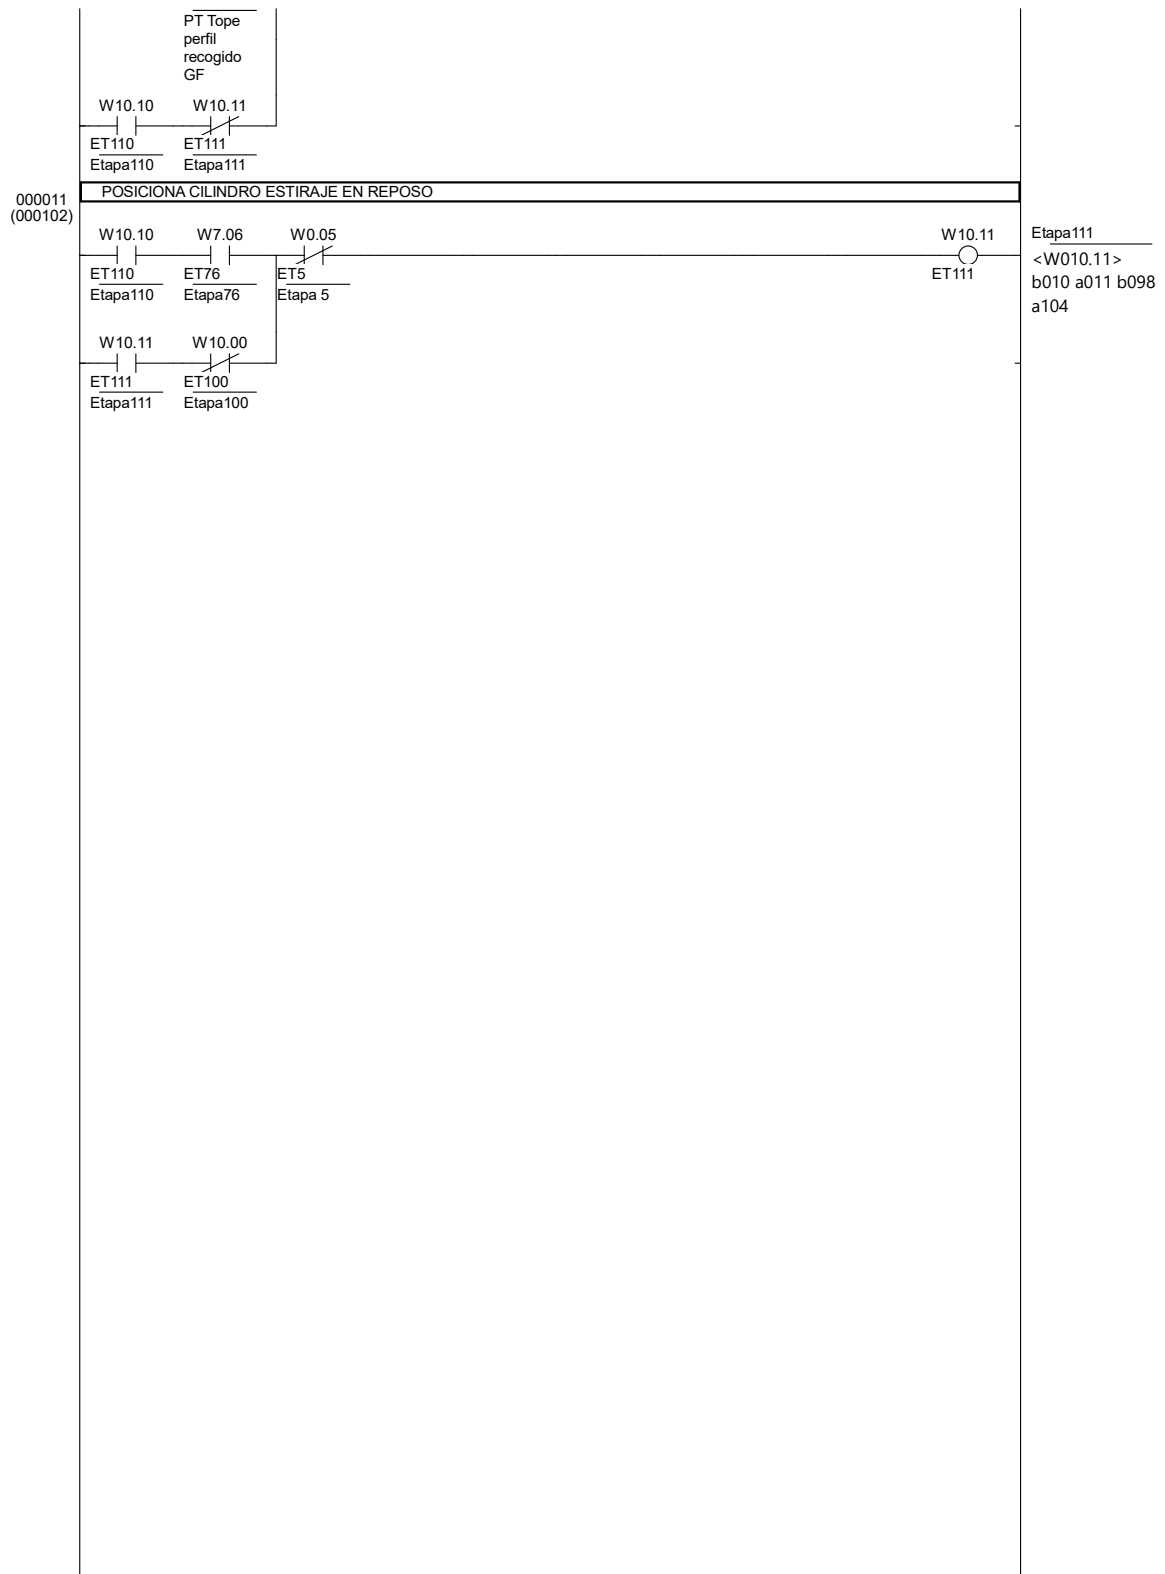 PT Tope
perfil
recogido
GF
W10.10 W10.11
ET110 ET111
Etapa110 Etapa111
000011
(000102)
POSICIONA CILINDRO ESTIRAJE EN REPOSO
W10.10 W7.06 W0.05 W10.11
ET110 ET76 ET5 ET111
Etapa110 Etapa76 Etapa 5
Etapa111
<W010.11>
b010 a011 b098
a104
W10.11 W10.00
ET111 ET100
Etapa111 Etapa100